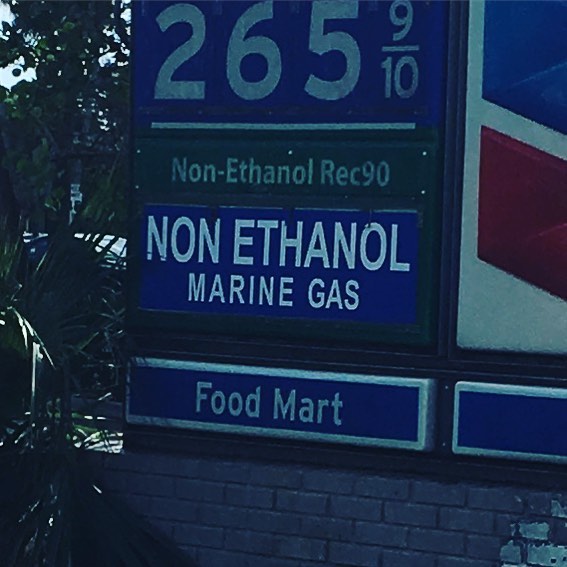 265 9/10
Non-Ethanol Rec90
NON ETHANOL
MARINE GAS
Food Mart